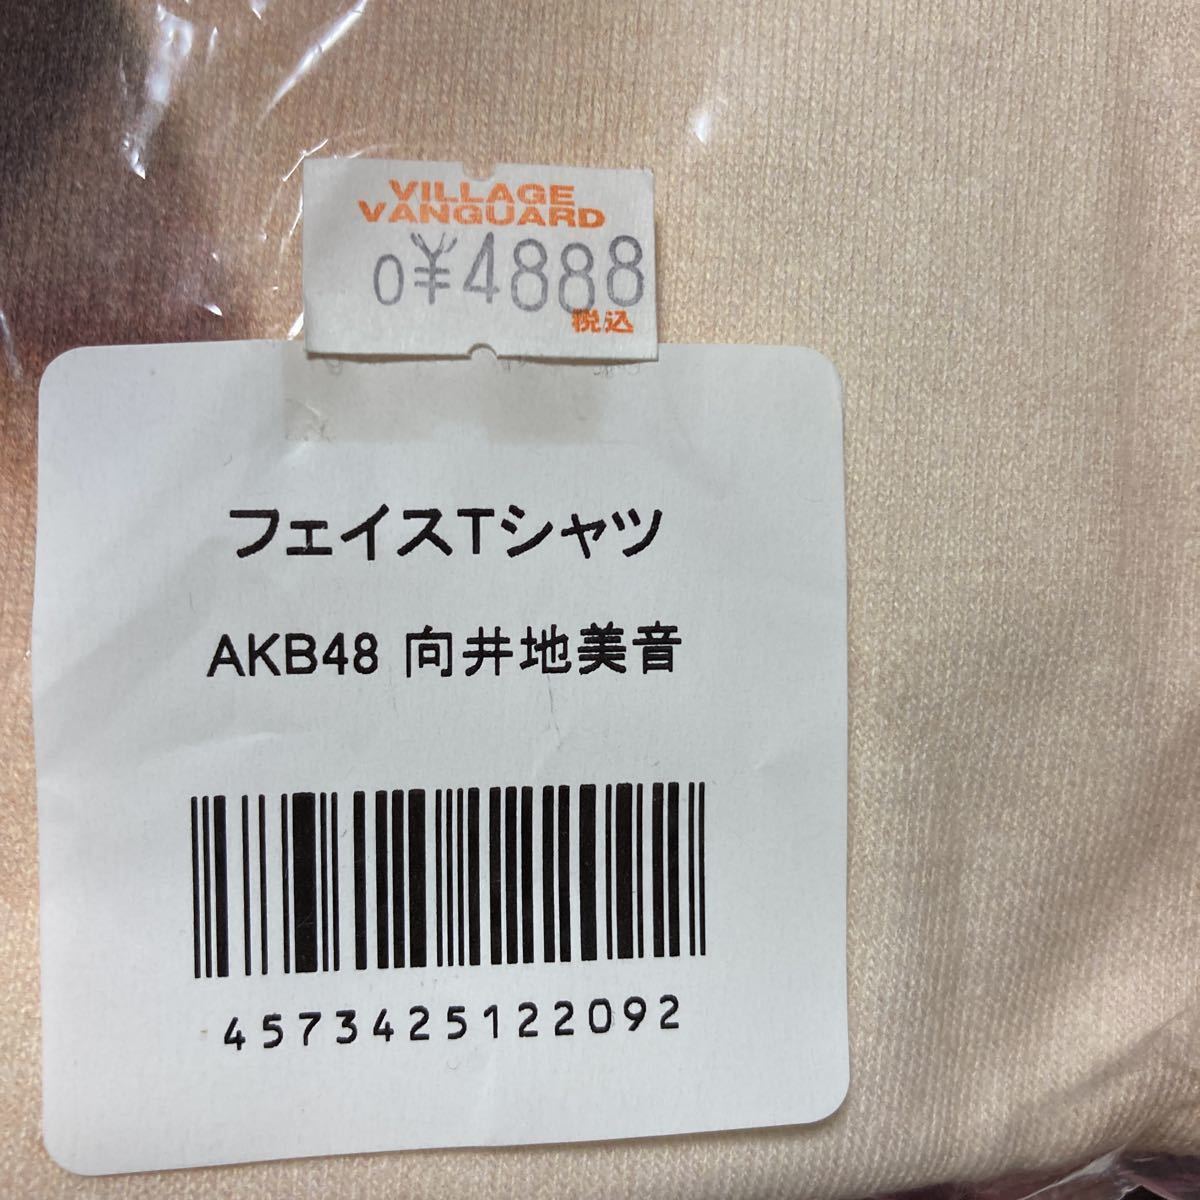 VILLAGE
VANGUARD
0¥4888
税込
フェイスTシャツ
AKB48 向井地美音
4573425122092